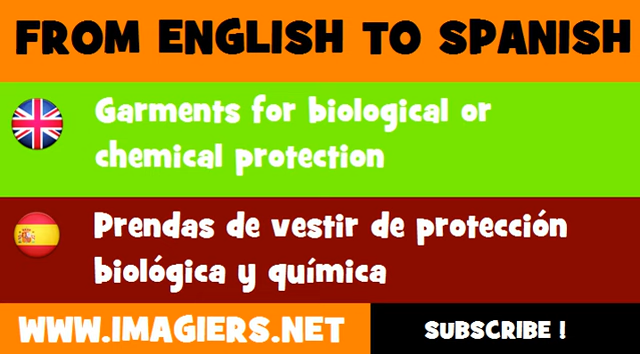 FROM ENGLISH TO SPANISH
Garments for biological or
chemical protection
Prendas de vestir de protección
biológica y química
WWW.IMAGIERS.NET
SUBSCRIBE !